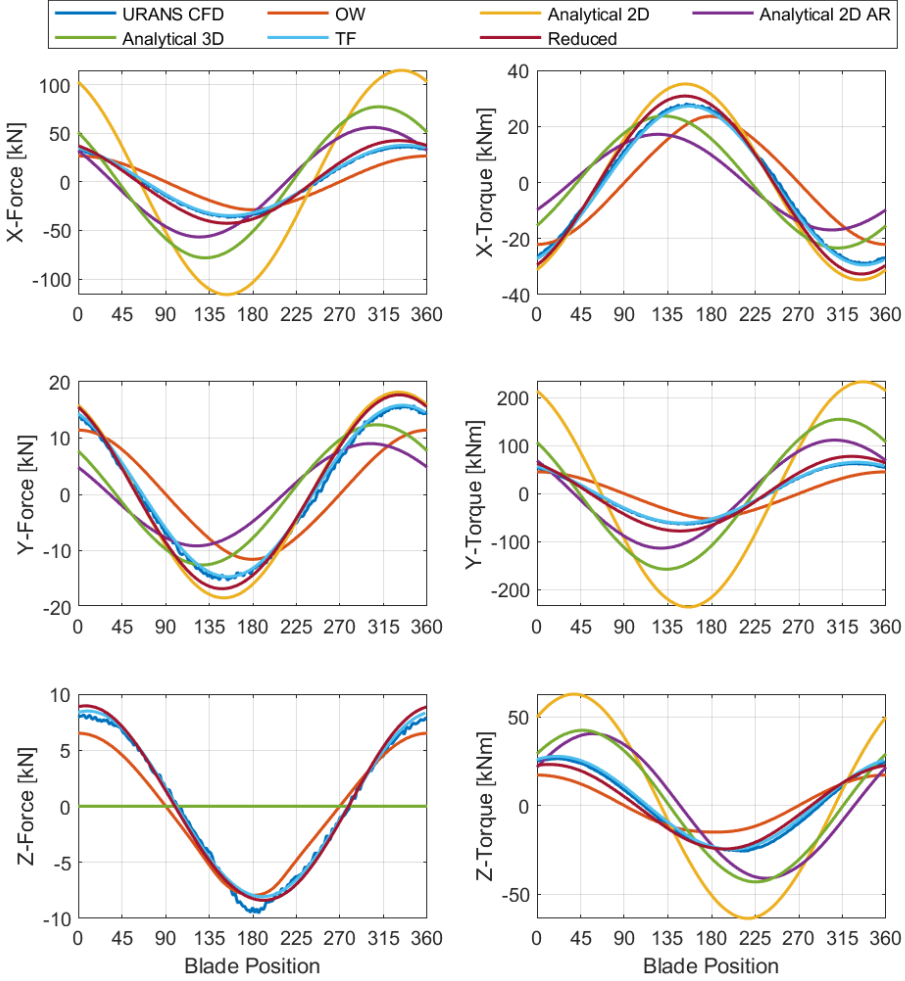 URANS CFD OW Analytical 2D Analytical 2D AR
Analytical 3D TF Reduced
X-Force [kN]
100
50
0
-50
-100
0 45 90 135 180 225 270 315 360
X-Torque [kNm]
40
20
0
-20
-40
0 45 90 135 180 225 270 315 360
Y-Force [kN]
20
10
0
-10
-20
0 45 90 135 180 225 270 315 360
Y-Torque [kNm]
200
100
0
-100
-200
0 45 90 135 180 225 270 315 360
Z-Force [kN]
10
5
0
-5
-10
0 45 90 135 180 225 270 315 360
Blade Position
Z-Torque [kNm]
50
0
-50
0 45 90 135 180 225 270 315 360
Blade Position